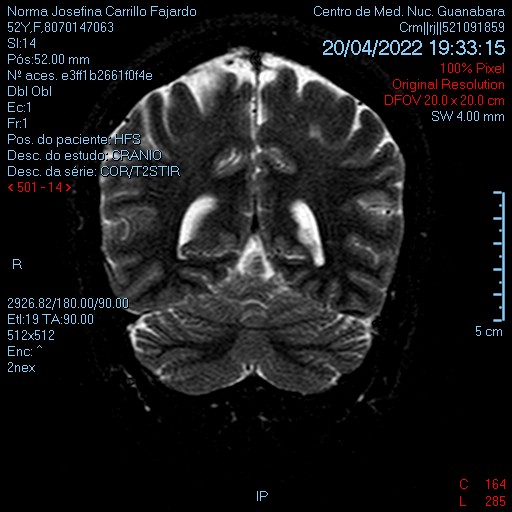 Norma Josefina Carrillo Fajardo
52Y,F,8070147063
Sl:14
Pós:52.00 mm
Nº aces. e3ff1b2661f0f4e
Dbl Obl
Ec:1
Fr:1
Pos. do paciente: HFS
Desc. do estudo: CRANIO
Desc. da série: COR/T2STIR
< 501 - 14 >
Centro de Med. Nuc. Guanabara
Crm||rj||521091859
20/04/2022 19:33:15
100% Pixel
Original Resolution
DFOV 20.0 x 20.0 cm
SW 4.00 mm
R
5 cm
2926.82/180.00/90.00
Etl:19 TA:90.00
512x512
Enc: ^
2nex
IP
C 164
L 285